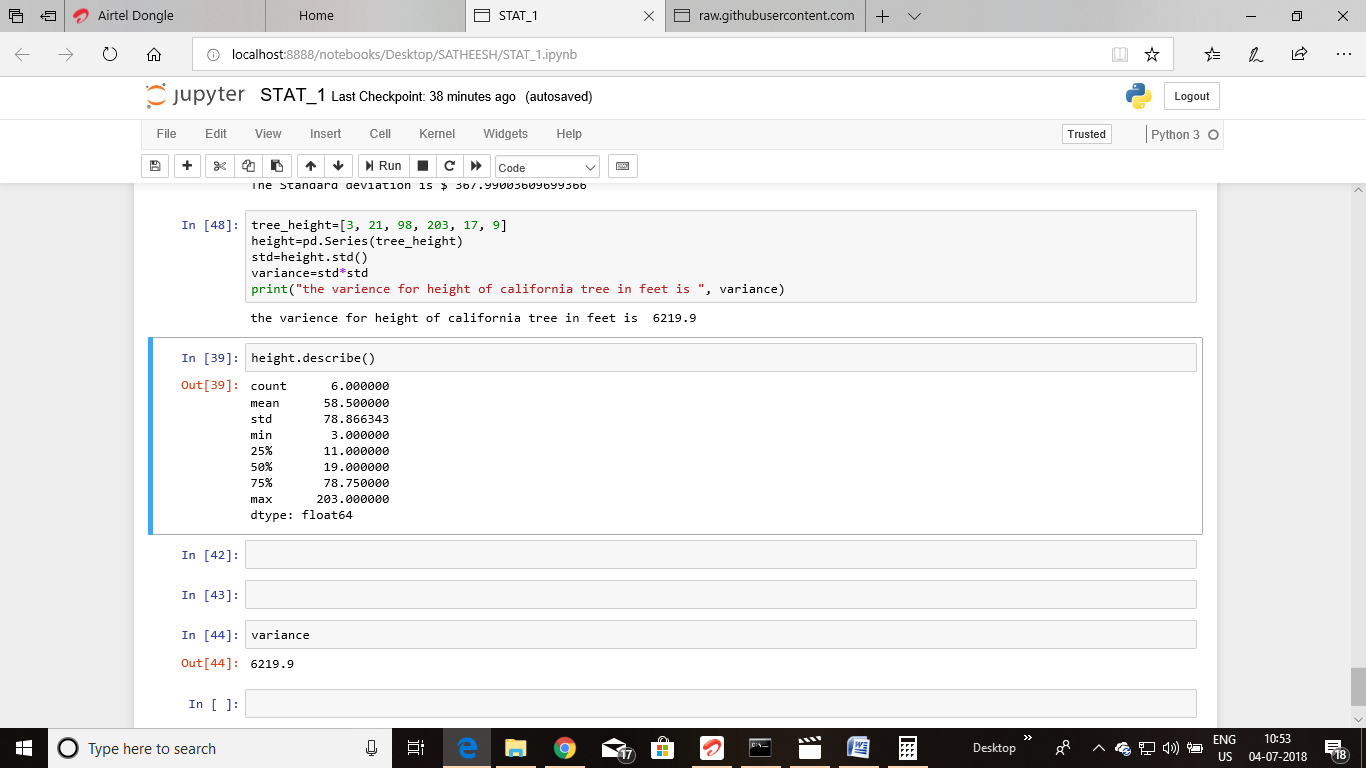 Airtel Dongle
Home
STAT_1
raw.githubusercontent.com
localhost:8888/notebooks/Desktop/SATHEESH/STAT_1.ipynb
jupyter STAT_1 Last Checkpoint: 38 minutes ago (autosaved)
Logout
File Edit View Insert Cell Kernel Widgets Help
Trusted
Python 3
Run
Code
The Standard deviation is $ 367.99003609699366
In [48]:
tree_height=[3, 21, 98, 203, 17, 9]
height=pd.Series(tree_height)
std=height.std()
variance=std*std
print("the varience for height of california tree in feet is ", variance)
the varience for height of california tree in feet is  6219.9
In [39]:
height.describe()
Out[39]:
count 6.000000
mean 58.500000
std 78.866343
min 3.000000
25% 11.000000
50% 19.000000
75% 78.750000
max 203.000000
dtype: float64
In [42]:
In [43]:
In [44]:
variance
Out[44]:
6219.9
In [ ]:
Type here to search
17
Desktop
ENG
US
10:53
04-07-2018
18